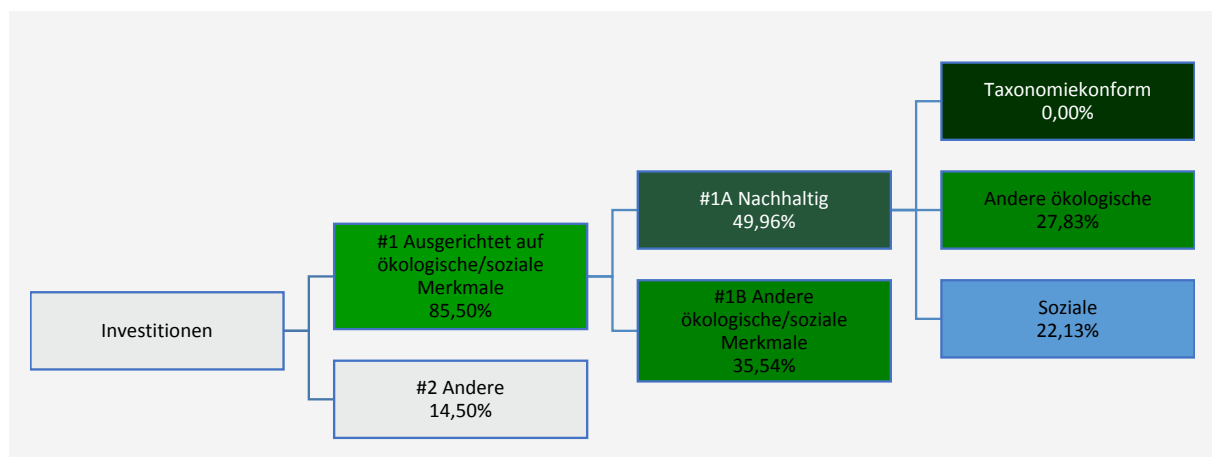 Investitionen
#1 Ausgerichtet auf
ökologische/soziale
Merkmale
85,50%
#2 Andere
14,50%
#1A Nachhaltig
49,96%
#1B Andere
ökologische/soziale
Merkmale
35,54%
Taxonomiekonform
0,00%
Andere ökologische
27,83%
Soziale
22,13%